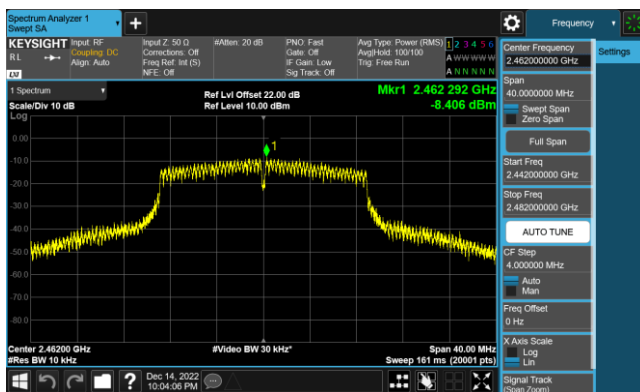 Spectrum Analyzer 1
Swept SA
Frequency
KEYSIGHT
Input: RF
Input Z: 50 Ω
#Atten: 20 dB
PNO: Fast
Avg Type: Power (RMS)
1 2 3 4 5 6
R L
Coupling: DC
Corrections: Off
Gate: Off
Avg|Hold: 100/100
A W W W W W
Align: Auto
Freq Ref: Int (S)
IF Gain: Low
Trig: Free Run
NFE: Off
Sig Track: Off
A N N N N N
LXI
1 Spectrum
Ref Lvl Offset 22.00 dB
Mkr1 2.462 292 GHz
Scale/Div 10 dB
Ref Level 10.00 dBm
-8.406 dBm
Log
1
0.00
-10.0
-20.0
-30.0
-40.0
-50.0
-60.0
-70.0
-80.0
Center 2.46200 GHz
#Video BW 30 kHz*
Span 40.00 MHz
#Res BW 10 kHz
Sweep 161 ms (20001 pts)
Dec 14, 2022
10:04:06 PM
Center Frequency
2.462000000 GHz
Settings
Span
40.0000000 MHz
Swept Span
Zero Span
Full Span
Start Freq
2.442000000 GHz
Stop Freq
2.482000000 GHz
AUTO TUNE
CF Step
4.000000 MHz
Auto
Man
Freq Offset
0 Hz
X Axis Scale
Log
Lin
Signal Track
(Span Zoom)